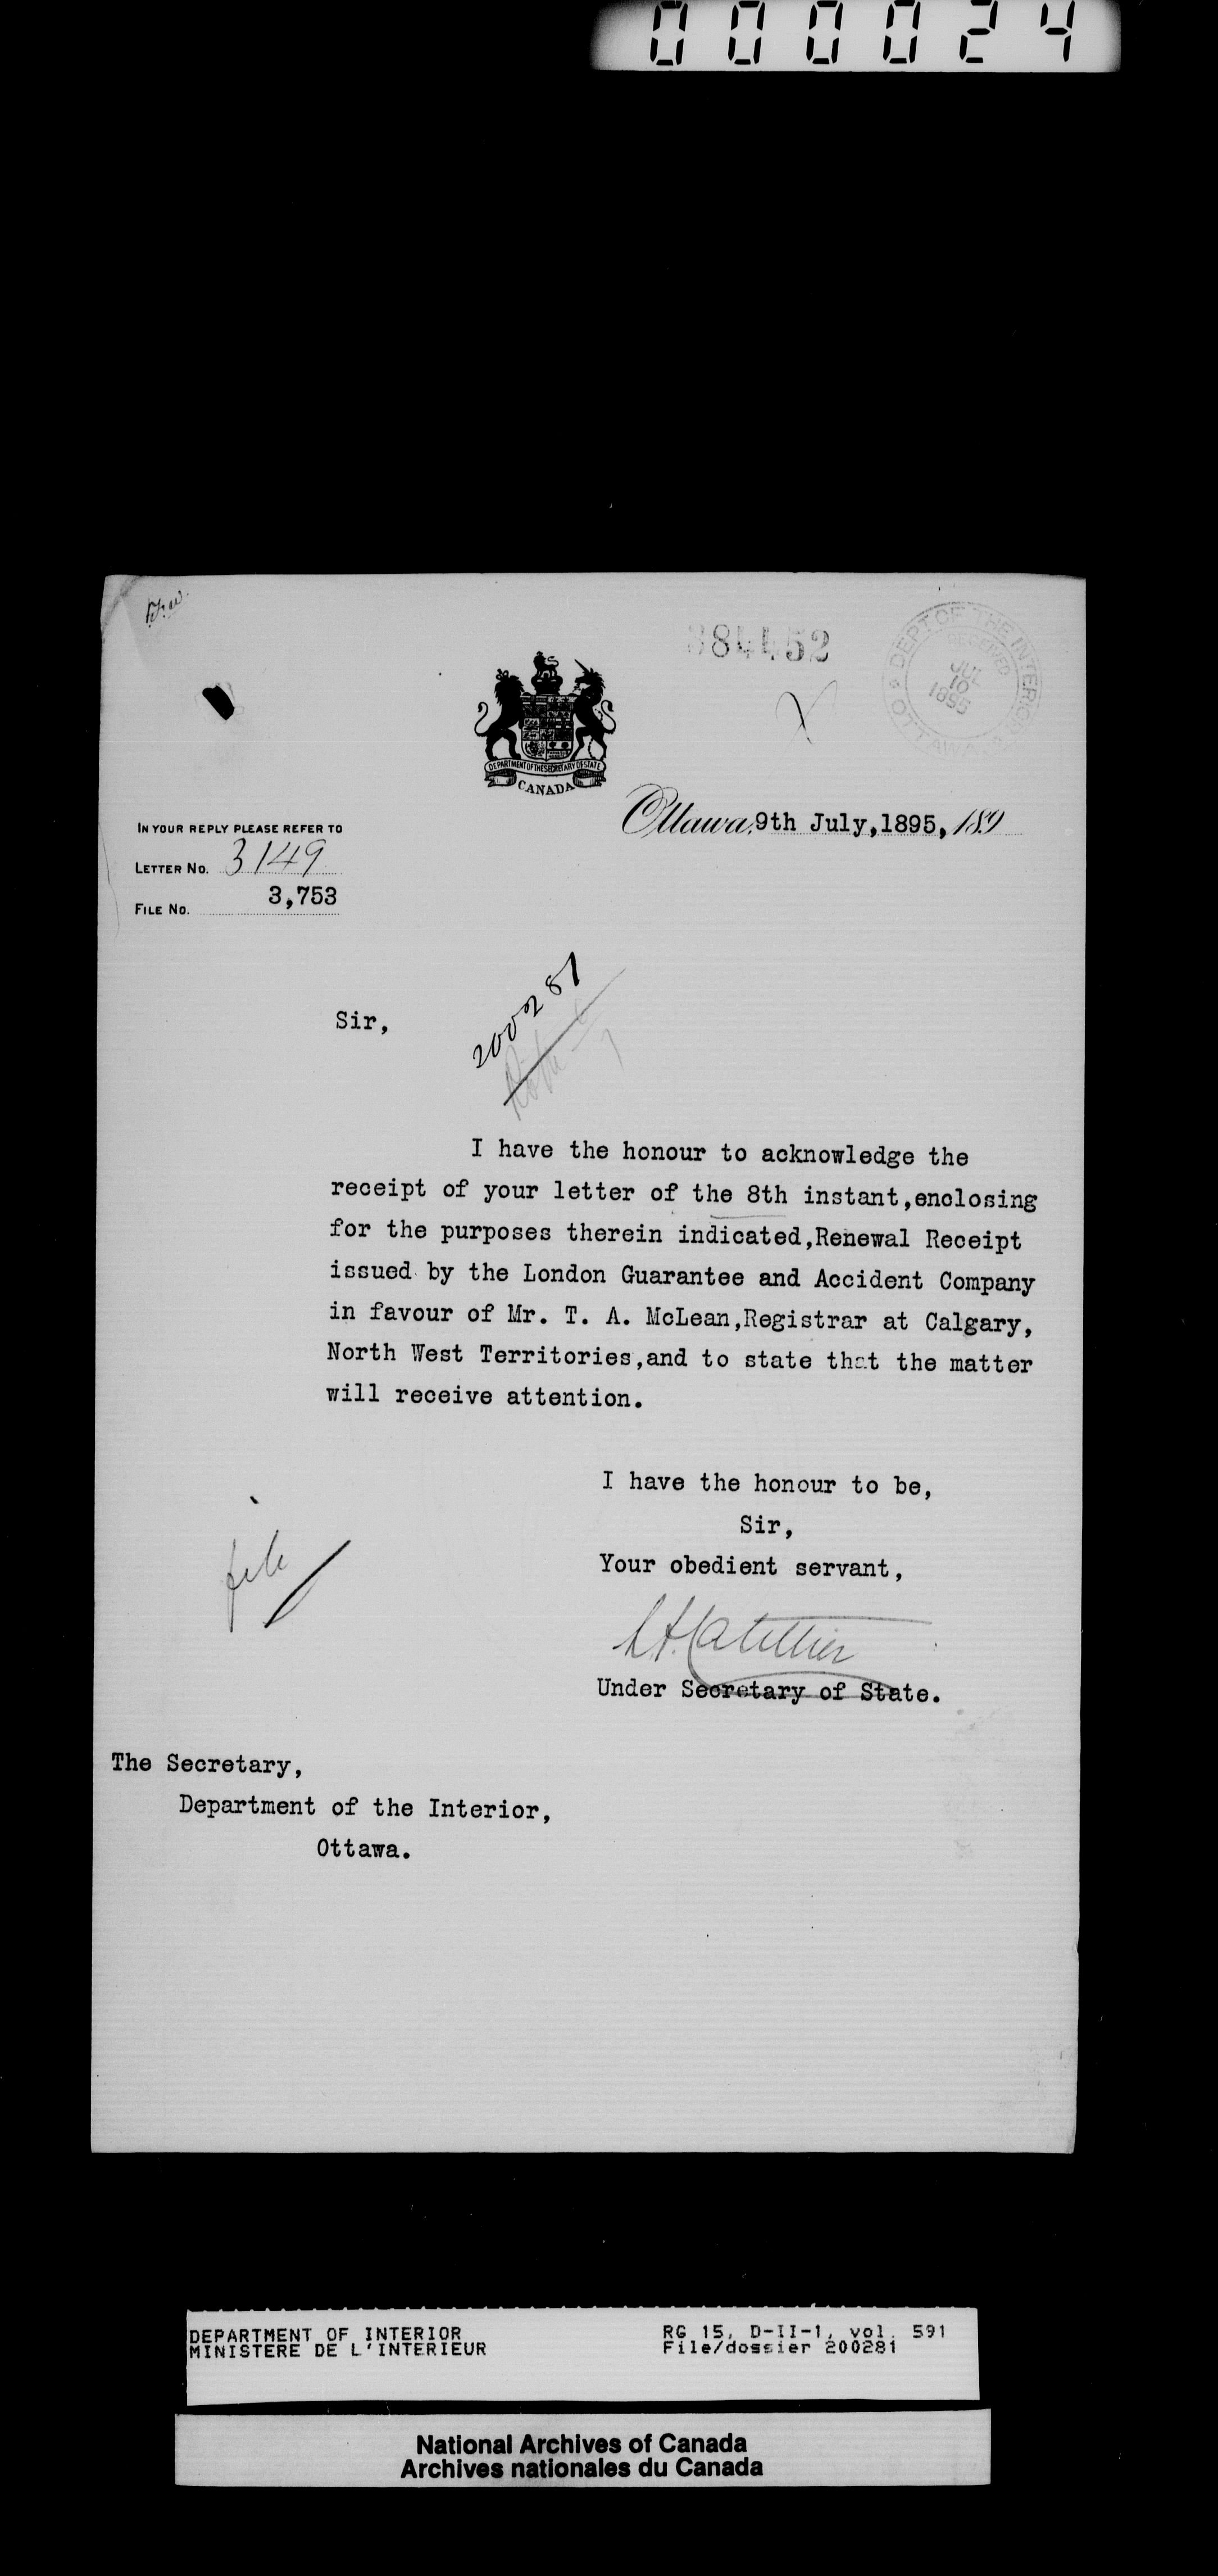 000024
384452
DEPT OF THE INTERIOR
RECEIVED
JUL
10
1895
OTTAWA
DEPARTMENT OF THE SECRETARY OF STATE
CANADA
Ottawa, 9th July,1895, 189
IN YOUR REPLY PLEASE REFER TO
LETTER No. 3149
FILE No. 3,753
200281
Sir,
I have the honour to acknowledge the
receipt of your letter of the 8th instant,enclosing
for the purposes therein indicated,Renewal Receipt
issued by the London Guarantee and Accident Company
in favour of Mr. T. A. McLean,Registrar at Calgary,
North West Territories,and to state that the matter
will receive attention.
I have the honour to be,
Sir,
Your obedient servant,
file
Under Secretary of State.
The Secretary,
Department of the Interior,
Ottawa.
DEPARTMENT OF INTERIOR RG 15, D-II-1, vol. 591
MINISTERE DE L'INTERIEUR File/dossier 200281
National Archives of Canada
Archives nationales du Canada